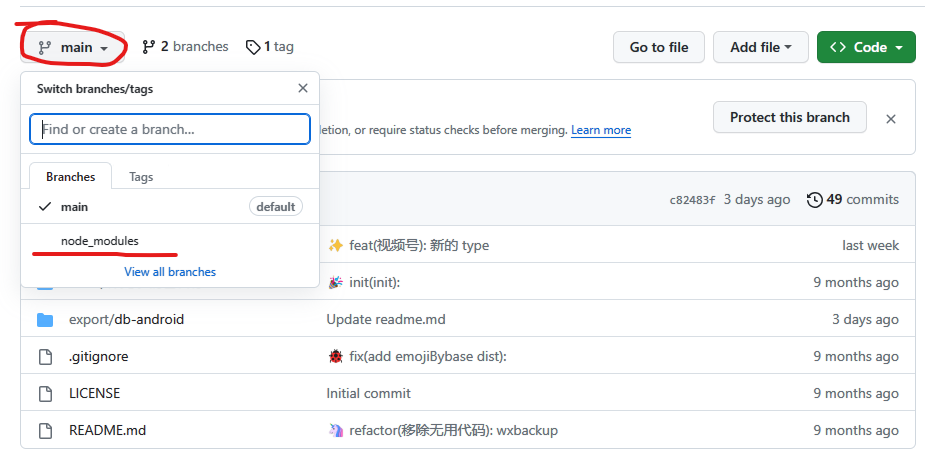 main
2 branches
1 tag
Go to file
Add file
<> Code
Switch branches/tags
Find or create a branch...
letion, or require status checks before merging. Learn more
Protect this branch
Branches
Tags
main
default
c82483f 3 days ago
49 commits
node_modules
✨ feat(视频号): 新的 type
last week
View all branches
🎉 init(init):
9 months ago
export/db-android
Update readme.md
3 days ago
.gitignore
🐞 fix(add emojiBybase dist):
9 months ago
LICENSE
Initial commit
9 months ago
README.md
🦄 refactor(移除无用代码): wxbackup
9 months ago